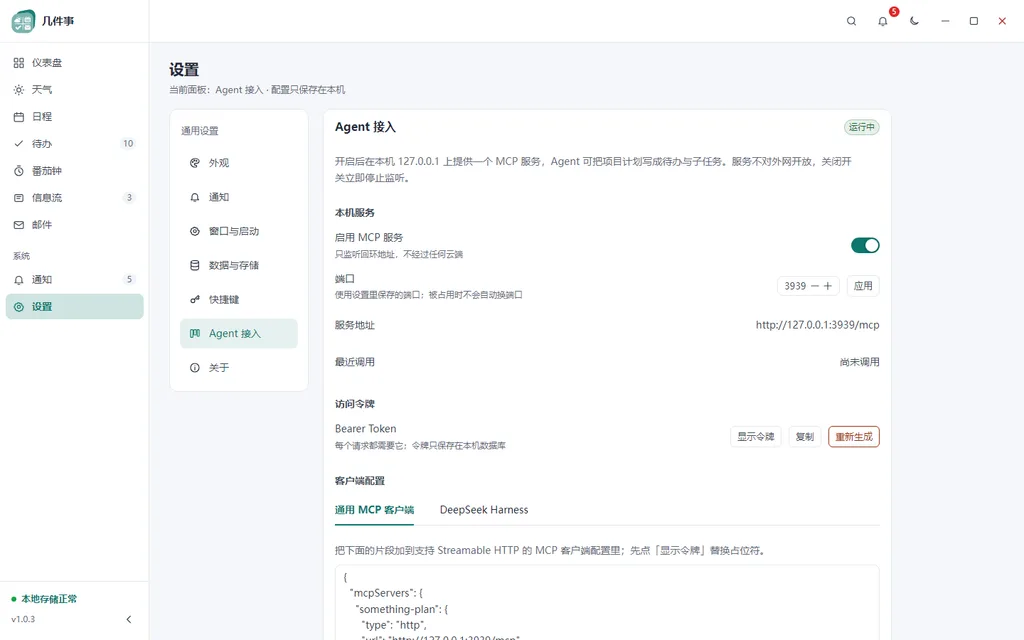 几件事
5
仪表盘
天气
日程
待办 10
番茄钟
信息流 3
邮件
系统
通知 5
设置
本地存储正常
v1.0.3
设置
当前面板：Agent 接入 · 配置只保存在本机
通用设置
外观
通知
窗口与启动
数据与存储
快捷键
Agent 接入
关于
Agent 接入
运行中
开启后在本机 127.0.0.1 上提供一个 MCP 服务，Agent 可把项目计划写成待办与子任务。服务不对外网开放，关闭开
关立即停止监听。
本机服务
启用 MCP 服务
只监听回环地址，不经过任何云端
端口
使用设置里保存的端口；被占用时不会自动换端口
3939
应用
服务地址
http://127.0.0.1:3939/mcp
最近调用
尚未调用
访问令牌
Bearer Token
每个请求都需要它；令牌只保存在本机数据库
显示令牌
复制
重新生成
客户端配置
通用 MCP 客户端
DeepSeek Harness
把下面的片段加到支持 Streamable HTTP 的 MCP 客户端配置里；先点「显示令牌」替换占位符。
{
"mcpServers": {
"something-plan": {
"type": "http",
"url": "http://127.0.0.1:3939/mcp"